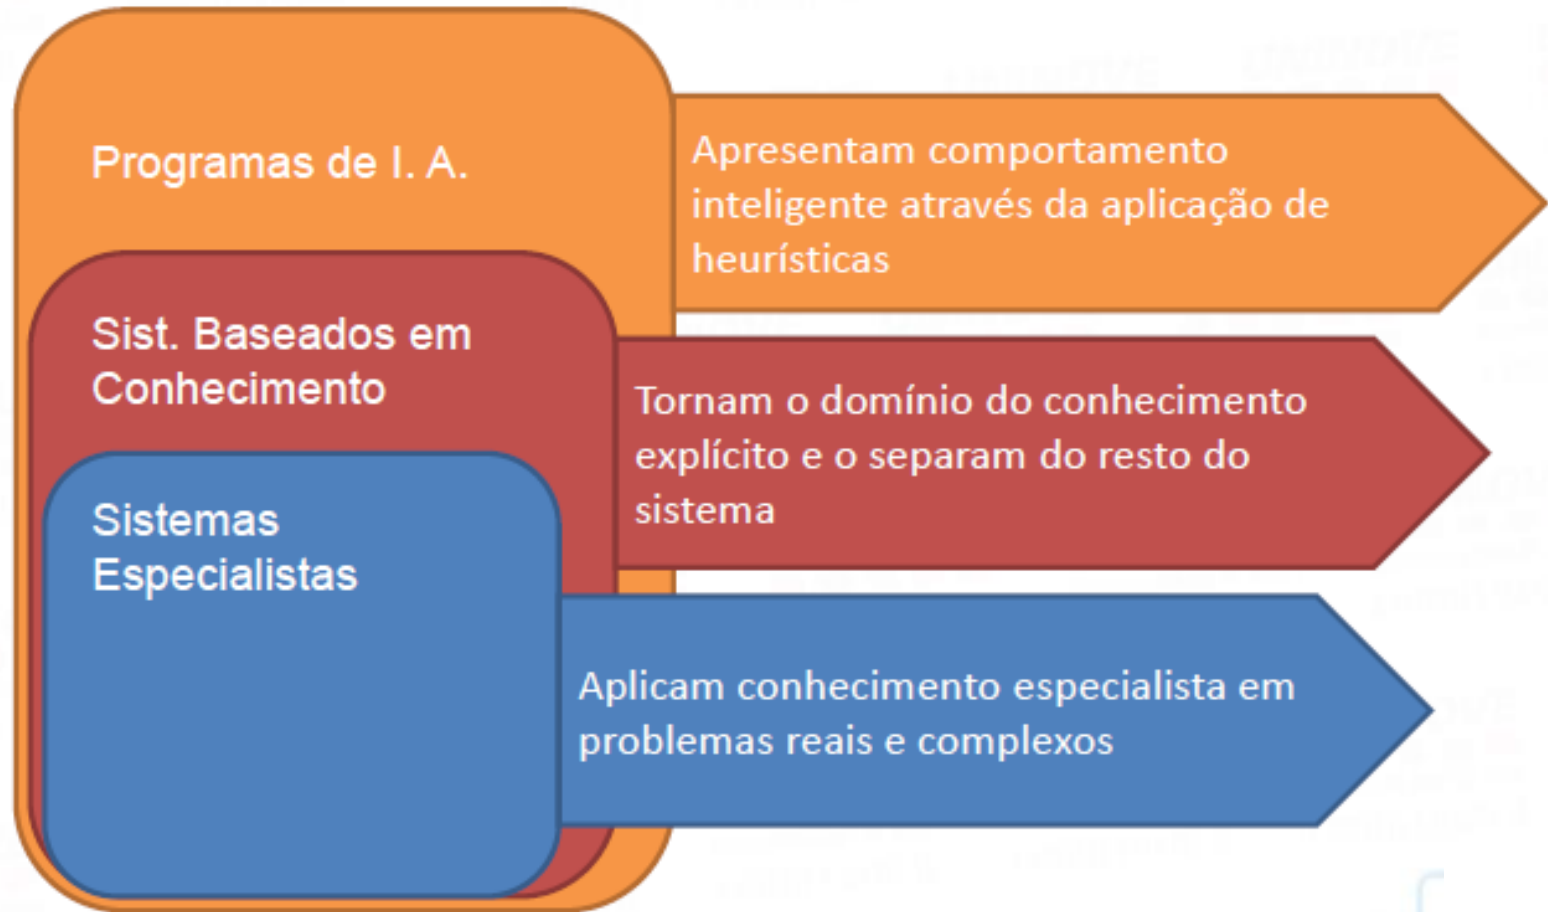 Programas de I. A.
Apresentam comportamento
inteligente através da aplicação de
heurísticas
Sist. Baseados em
Conhecimento
Tornam o domínio do conhecimento
explícito e o separam do resto do
sistema
Sistemas
Especialistas
Aplicam conhecimento especialista em
problemas reais e complexos